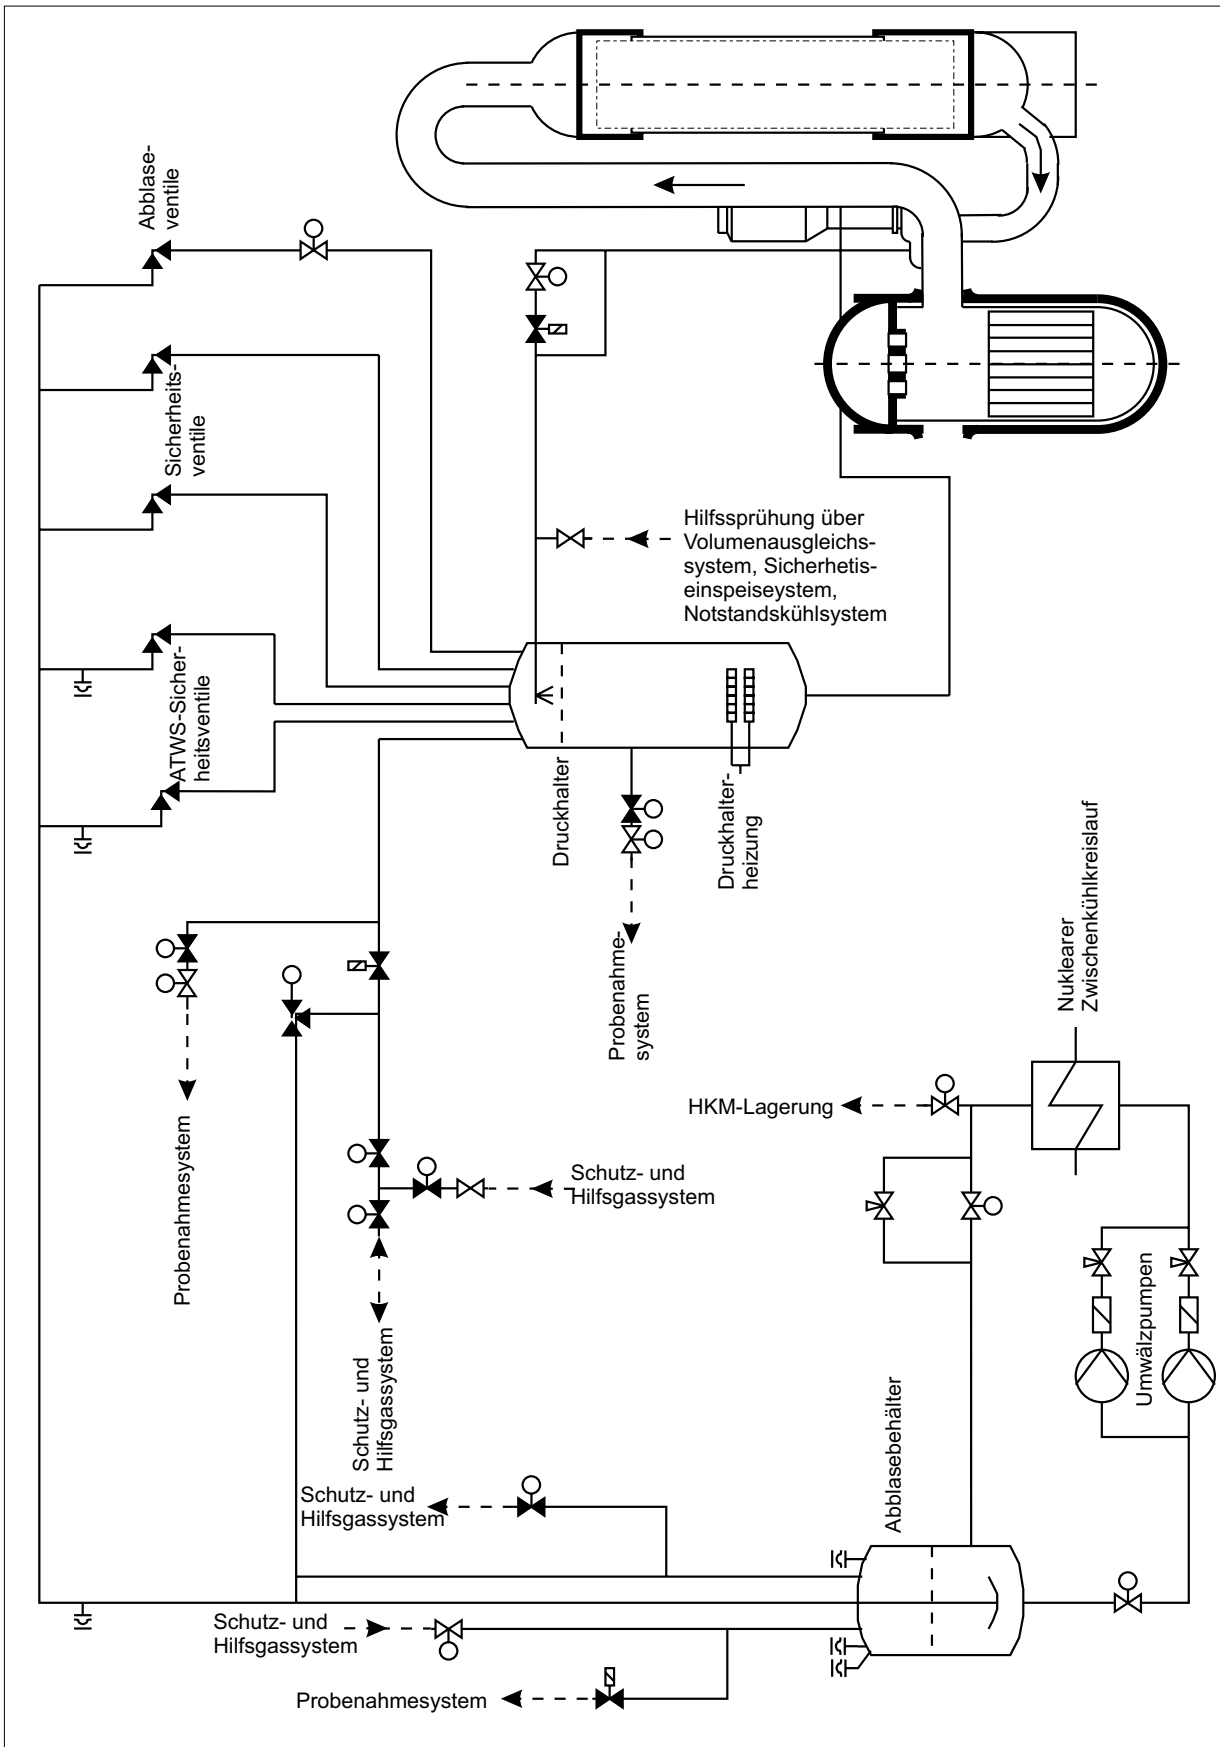 Abblase-
ventile
Sicherheits-
ventile
ATWS-Sicher-
heitsventile
Hilfssprühung über
Volumenausgleichs-
system, Sicherhetis-
einspeiseystem,
Notstandskühlsystem
Druckhalter
Druckhalter-
heizung
Probenahme-
system
Probenahmesystem
Nuklearer
Zwischenkühlkreislauf
HKM-Lagerung
Schutz- und
Hilfsgassystem
Schutz- und
Hilfsgassystem
Umwälzpumpen
Abblasebehälter
Schutz- und
Hilfsgassystem
Schutz- und
Hilfsgassystem
Probenahmesystem